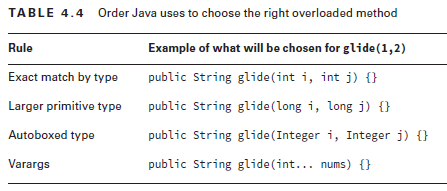 TABLE 4.4 Order Java uses to choose the right overloaded method
Rule Example of what will be chosen for glide(1,2)
Exact match by type public String glide(int i, int j) {}
Larger primitive type public String glide(long i, long j) {}
Autoboxed type public String glide(Integer i, Integer j) {}
Varargs public String glide(int... nums) {}